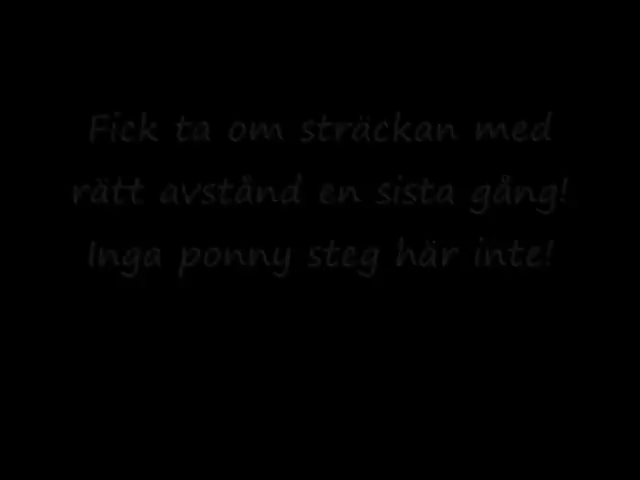 Fick ta om sträckan med
rätt avstånd en sista gång!
Inga ponny steg här inte!